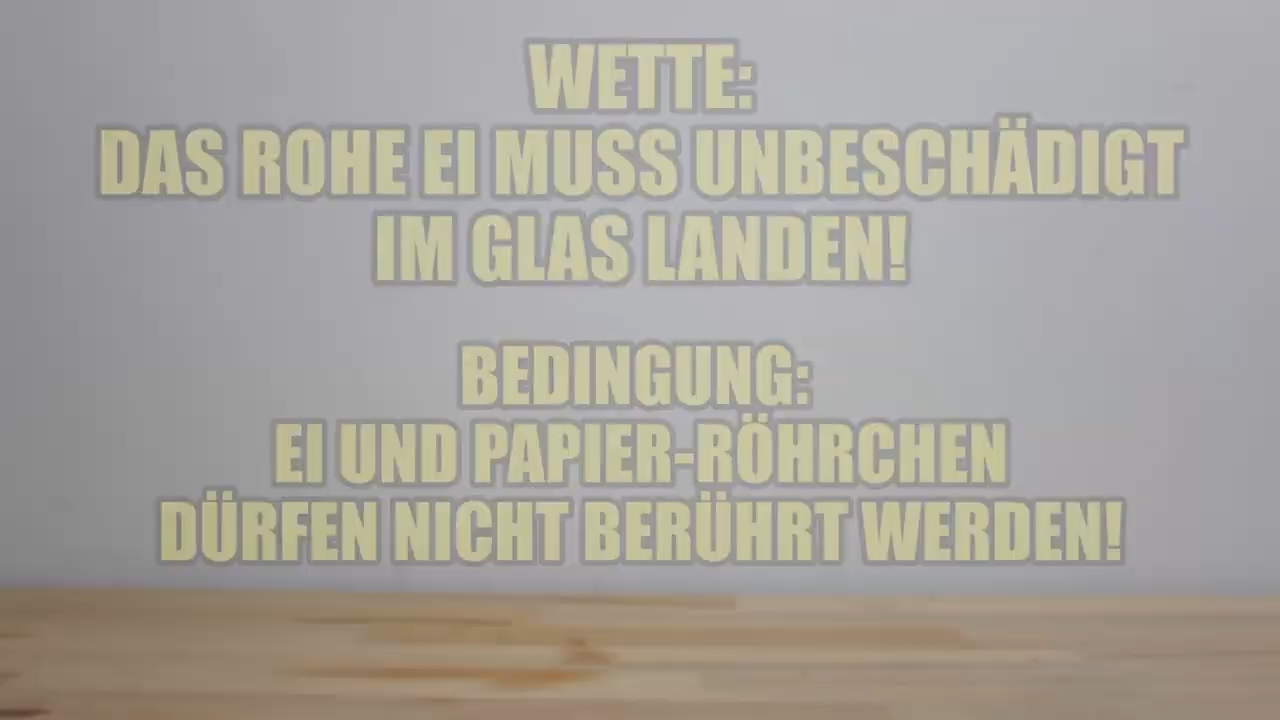 WETTE:
DAS ROHE EI MUSS UNBESCHÄDIGT
IM GLAS LANDEN!
BEDINGUNG:
EI UND PAPIER-RÖHRCHEN
DÜRFEN NICHT BERÜHRT WERDEN!